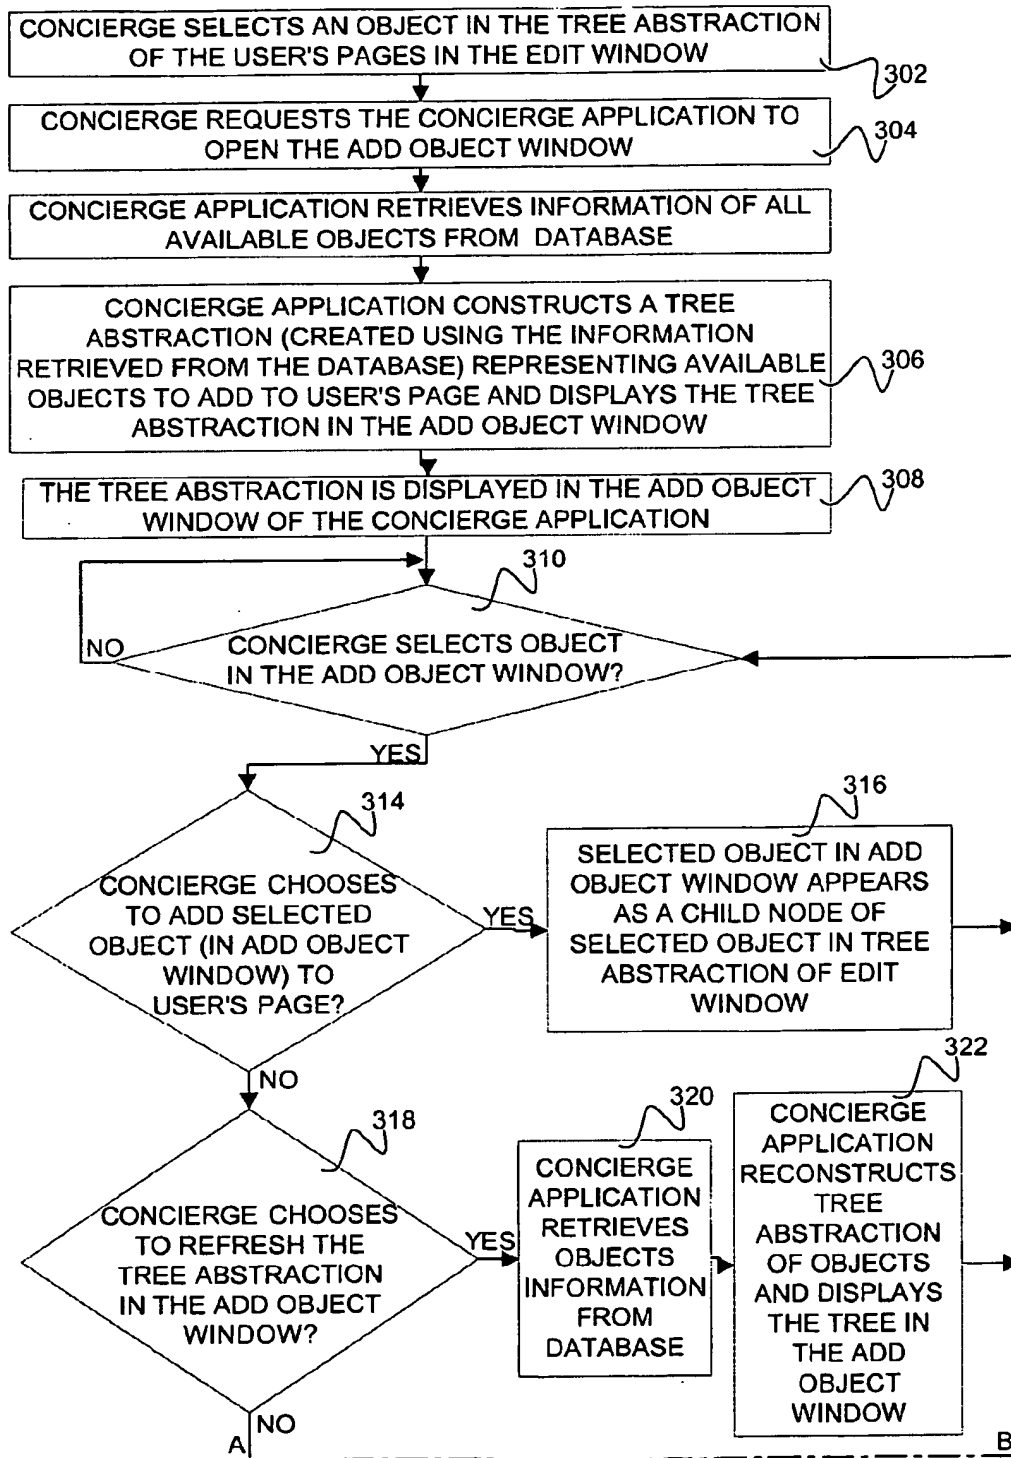 CONCIERGE SELECTS AN OBJECT IN THE TREE ABSTRACTION
OF THE USER'S PAGES IN THE EDIT WINDOW
302
CONCIERGE REQUESTS THE CONCIERGE APPLICATION TO
OPEN THE ADD OBJECT WINDOW
304
CONCIERGE APPLICATION RETRIEVES INFORMATION OF ALL
AVAILABLE OBJECTS FROM DATABASE
CONCIERGE APPLICATION CONSTRUCTS A TREE
ABSTRACTION (CREATED USING THE INFORMATION
RETRIEVED FROM THE DATABASE) REPRESENTING AVAILABLE
OBJECTS TO ADD TO USER'S PAGE AND DISPLAYS THE TREE
ABSTRACTION IN THE ADD OBJECT WINDOW
306
THE TREE ABSTRACTION IS DISPLAYED IN THE ADD OBJECT
WINDOW OF THE CONCIERGE APPLICATION
308
310
CONCIERGE SELECTS OBJECT
IN THE ADD OBJECT WINDOW?
NO
YES
314
CONCIERGE CHOOSES
TO ADD SELECTED
OBJECT (IN ADD OBJECT
WINDOW) TO
USER'S PAGE?
YES
316
SELECTED OBJECT IN ADD
OBJECT WINDOW APPEARS
AS A CHILD NODE OF
SELECTED OBJECT IN TREE
ABSTRACTION OF EDIT
WINDOW
NO
318
CONCIERGE CHOOSES
TO REFRESH THE
TREE ABSTRACTION
IN THE ADD OBJECT
WINDOW?
YES
320
CONCIERGE
APPLICATION
RETRIEVES
OBJECTS
INFORMATION
FROM
DATABASE
322
CONCIERGE
APPLICATION
RECONSTRUCTS
TREE
ABSTRACTION
OF OBJECTS
AND DISPLAYS
THE TREE IN
THE ADD
OBJECT
WINDOW
NO
A
B